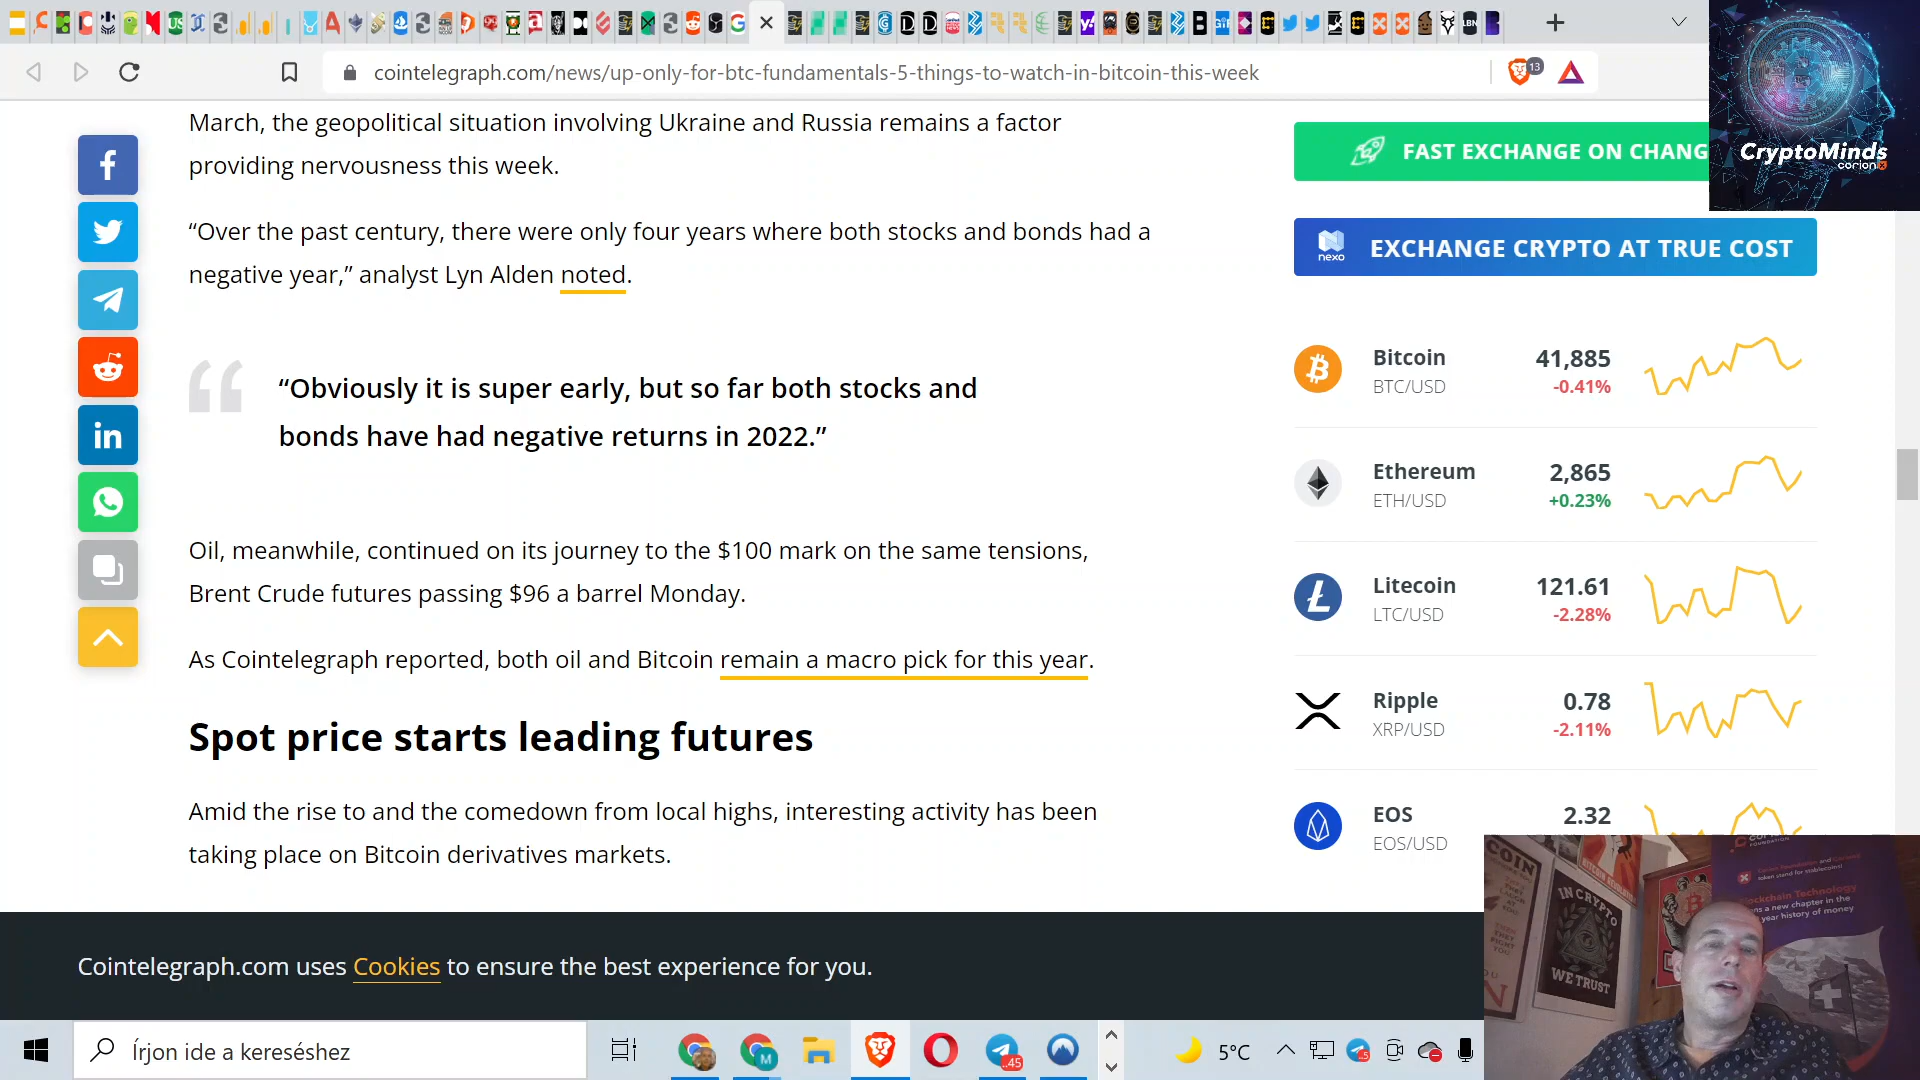 cointelegraph.com/news/up-only-for-btc-fundamentals-5-things-to-watch-in-bitcoin-this-week
13
CryptoMinds
corion
March, the geopolitical situation involving Ukraine and Russia remains a factor
providing nervousness this week.
“Over the past century, there were only four years where both stocks and bonds had a
negative year,” analyst Lyn Alden noted.
“Obviously it is super early, but so far both stocks and
bonds have had negative returns in 2022.”
Oil, meanwhile, continued on its journey to the $100 mark on the same tensions,
Brent Crude futures passing $96 a barrel Monday.
As Cointelegraph reported, both oil and Bitcoin remain a macro pick for this year.
Spot price starts leading futures
Amid the rise to and the comedown from local highs, interesting activity has been
taking place on Bitcoin derivatives markets.
FAST EXCHANGE ON CHANG
nexo
EXCHANGE CRYPTO AT TRUE COST
Bitcoin 41,885
BTC/USD -0.41%
Ethereum 2,865
ETH/USD +0.23%
Litecoin 121.61
LTC/USD -2.28%
Ripple 0.78
XRP/USD -2.11%
EOS 2.32
EOS/USD
Cointelegraph.com uses Cookies to ensure the best experience for you.
IN CRYPTO
WE TRUST
Írjon ide a kereséshez
..45
5°C